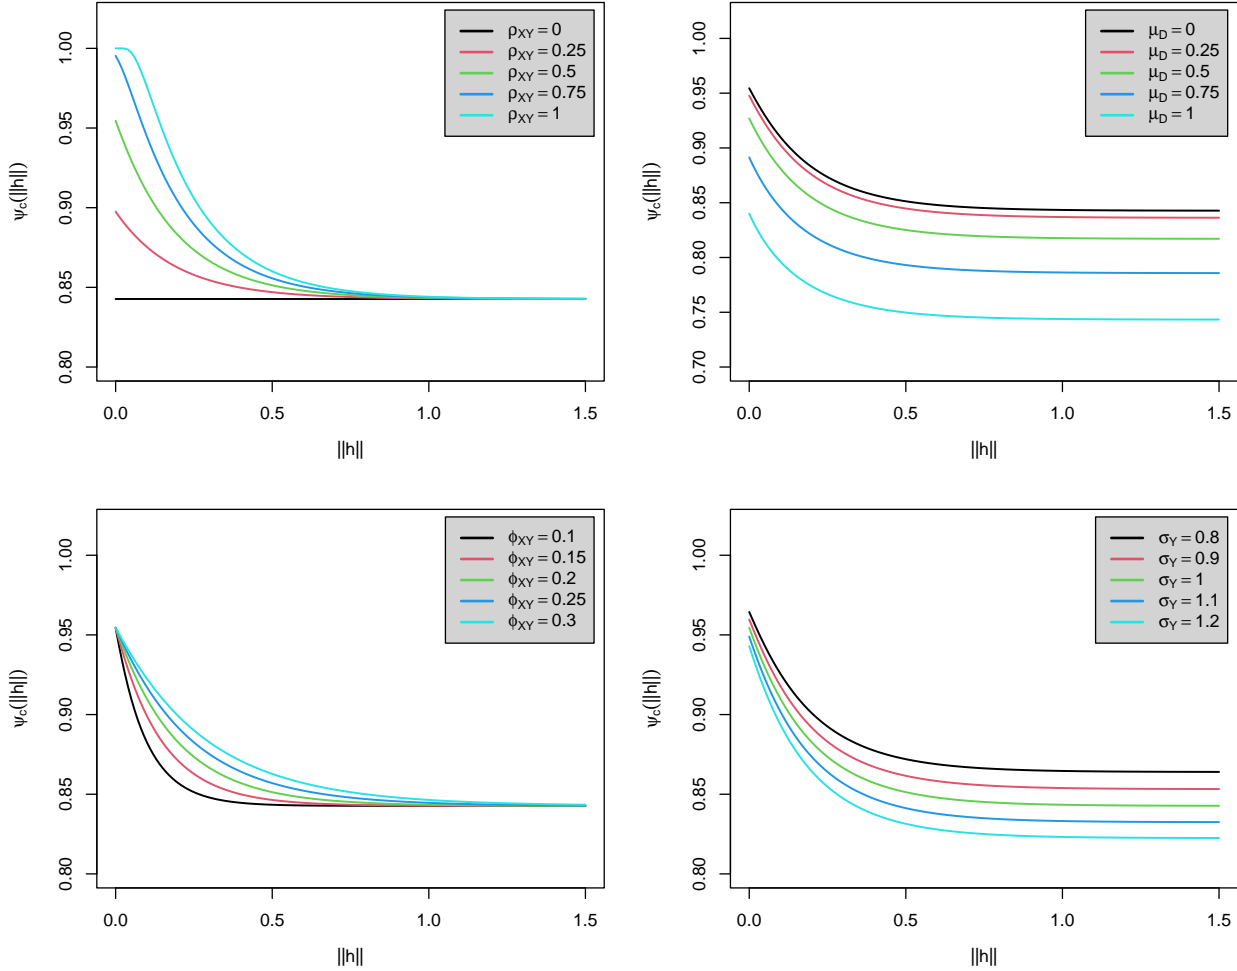 1.00
0.95
0.90
0.85
0.80
ψc(||h||)
0.0 0.5 1.0 1.5
||h||
ρXY = 0
ρXY = 0.25
ρXY = 0.5
ρXY = 0.75
ρXY = 1
1.00
0.95
0.90
0.85
0.80
0.75
0.70
ψc(||h||)
0.0 0.5 1.0 1.5
||h||
μD = 0
μD = 0.25
μD = 0.5
μD = 0.75
μD = 1
1.00
0.95
0.90
0.85
0.80
ψc(||h||)
0.0 0.5 1.0 1.5
||h||
ϕXY = 0.1
ϕXY = 0.15
ϕXY = 0.2
ϕXY = 0.25
ϕXY = 0.3
1.00
0.95
0.90
0.85
0.80
ψc(||h||)
0.0 0.5 1.0 1.5
||h||
σY = 0.8
σY = 0.9
σY = 1
σY = 1.1
σY = 1.2